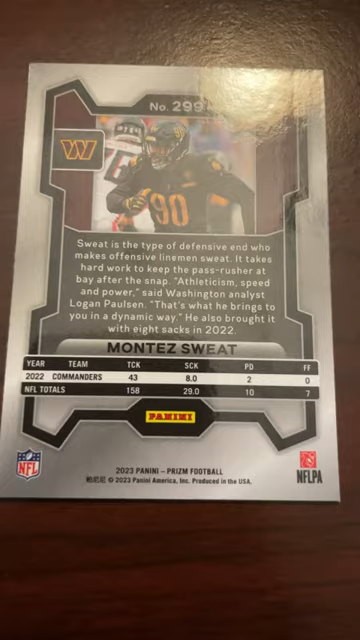 No. 299
W
90
Sweat is the type of defensive end who
makes offensive linemen sweat. It takes
hard work to keep the pass-rusher at
bay after the snap. "Athleticism, speed
and power," said Washington analyst
Logan Paulsen. "That's what he brings to
you in a dynamic way." He also brought it
with eight sacks in 2022.
MONTEZ SWEAT
YEAR TEAM TCK SCK PD FF
2022 COMMANDERS 43 8.0 2 0
NFL TOTALS 158 29.0 10 7
PANINI
2023 PANINI – PRIZM FOOTBALL
© 2023 Panini America, Inc. Produced in the USA.
NFL
NFLPA